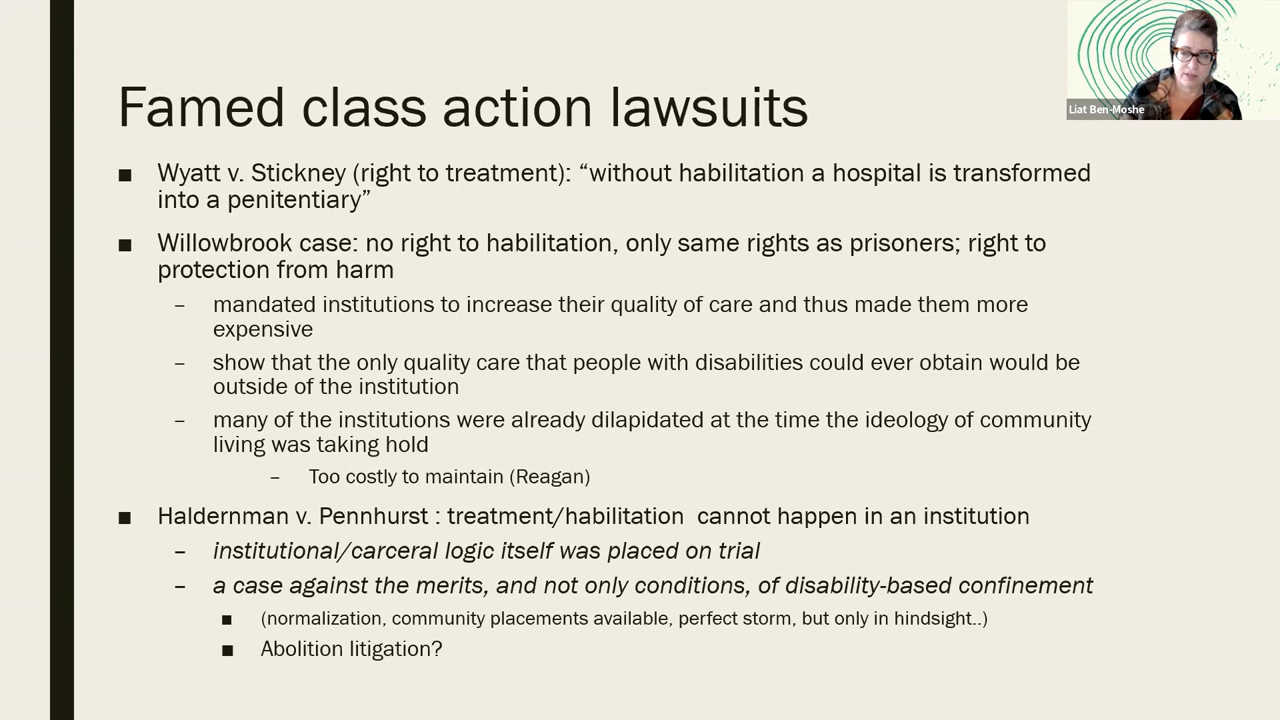 Liat Ben-Moshe
Famed class action lawsuits
■ Wyatt v. Stickney (right to treatment): “without habilitation a hospital is transformed
into a penitentiary”
■ Willowbrook case: no right to habilitation, only same rights as prisoners; right to
protection from harm
– mandated institutions to increase their quality of care and thus made them more
expensive
– show that the only quality care that people with disabilities could ever obtain would be
outside of the institution
– many of the institutions were already dilapidated at the time the ideology of community
living was taking hold
– Too costly to maintain (Reagan)
■ Haldernman v. Pennhurst : treatment/habilitation  cannot happen in an institution
– institutional/carceral logic itself was placed on trial
– a case against the merits, and not only conditions, of disability-based confinement
■ (normalization, community placements available, perfect storm, but only in hindsight..)
■ Abolition litigation?